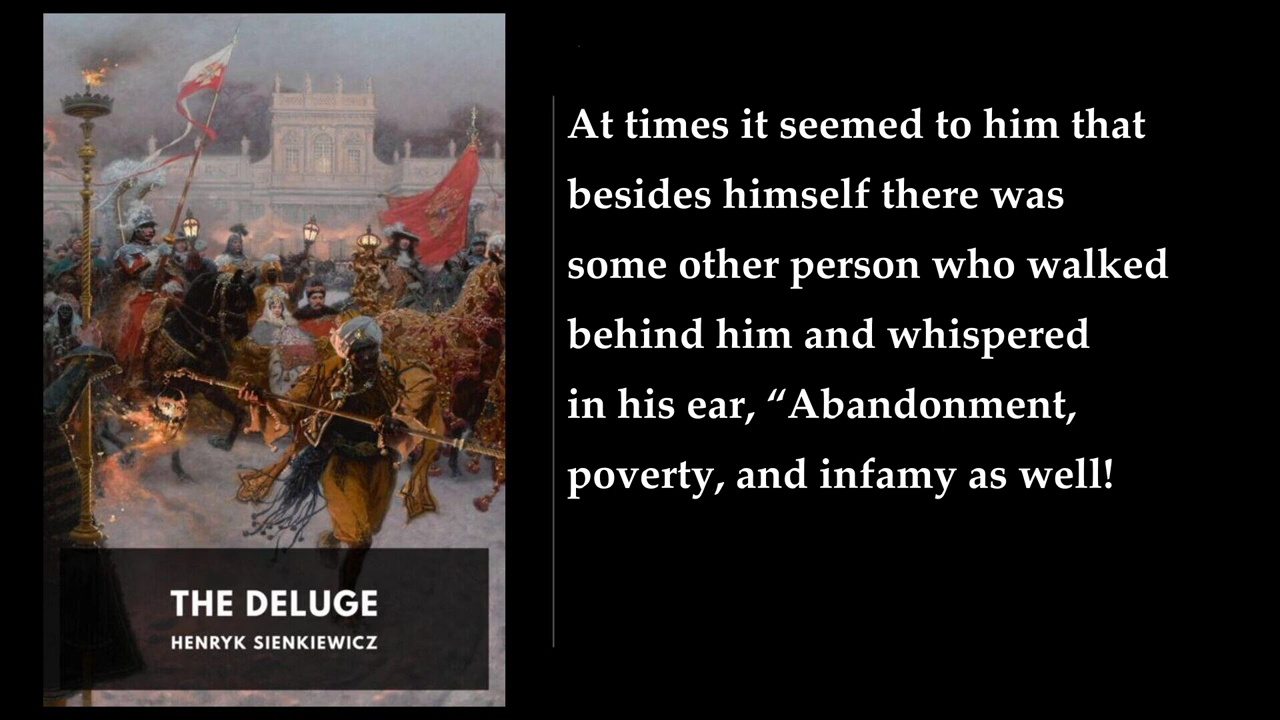 At times it seemed to him that
besides himself there was
some other person who walked
behind him and whispered
in his ear, “Abandonment,
poverty, and infamy as well!
THE DELUGE
HENRYK SIENKIEWICZ